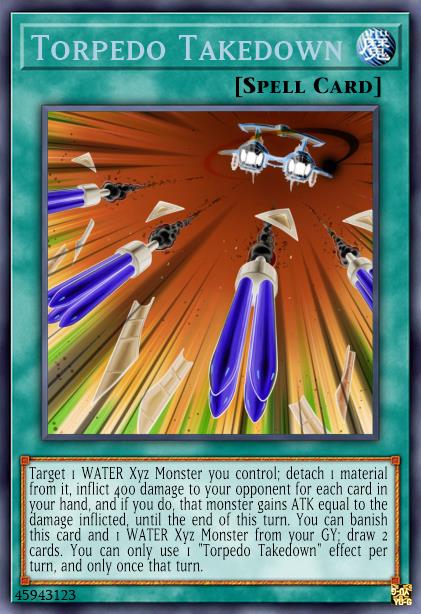 Torpedo Takedown 魔
[Spell Card]
Target 1 WATER Xyz Monster you control; detach 1 material
from it, inflict 400 damage to your opponent for each card in
your hand, and if you do, that monster gains ATK equal to the
damage inflicted, until the end of this turn. You can banish
this card and 1 WATER Xyz Monster from your GY; draw 2
cards. You can only use 1 "Torpedo Takedown" effect per
turn, and only once that turn.
45943123